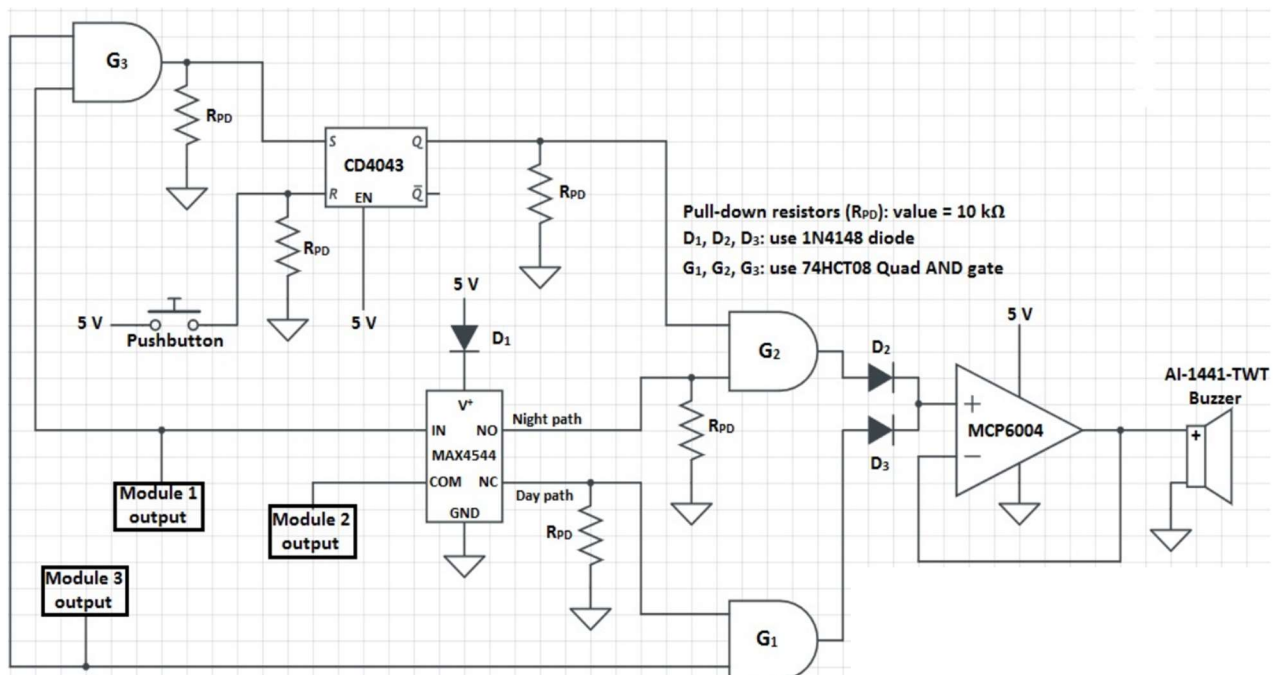 G3
RPD
S
Q
CD4043
R
EN
Q̅
RPD
RPD
Pull-down resistors (RPD): value = 10 kΩ
D1, D2, D3: use 1N4148 diode
G1, G2, G3: use 74HCT08 Quad AND gate
5 V
5 V
Pushbutton
5 V
D1
5 V
G2
D2
AI-1441-TWT
Buzzer
V+
Night path
IN
NO
MAX4544
RPD
+
MCP6004
−
+
D3
COM
NC
Day path
GND
RPD
Module 1
output
Module 2
output
Module 3
output
G1